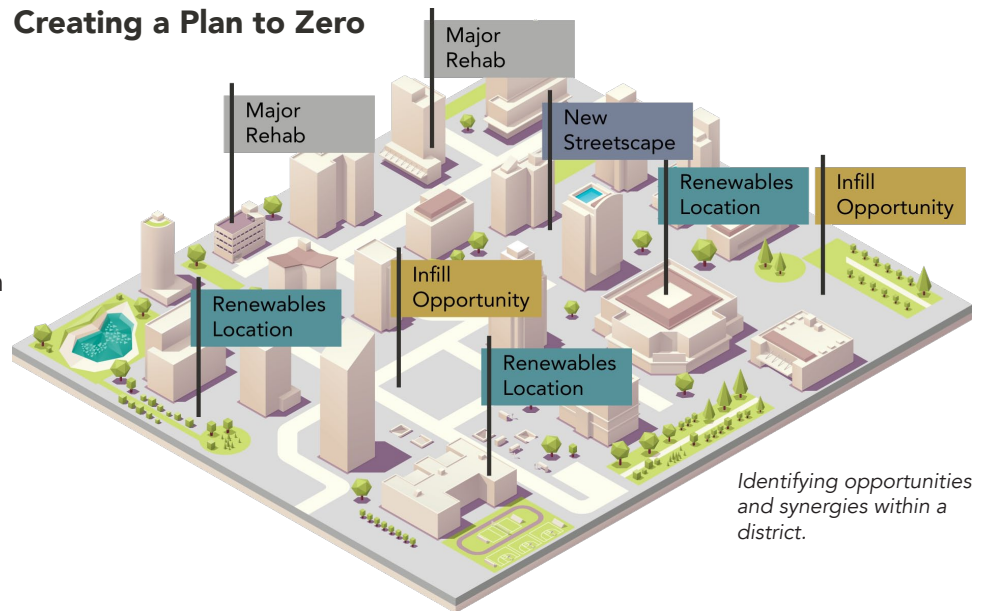 Creating a Plan to Zero
Major
Rehab
Major
Rehab
New
Streetscape
Renewables
Location
Infill
Opportunity
Renewables
Location
Infill
Opportunity
Renewables
Location
Identifying opportunities
and synergies within a
district.